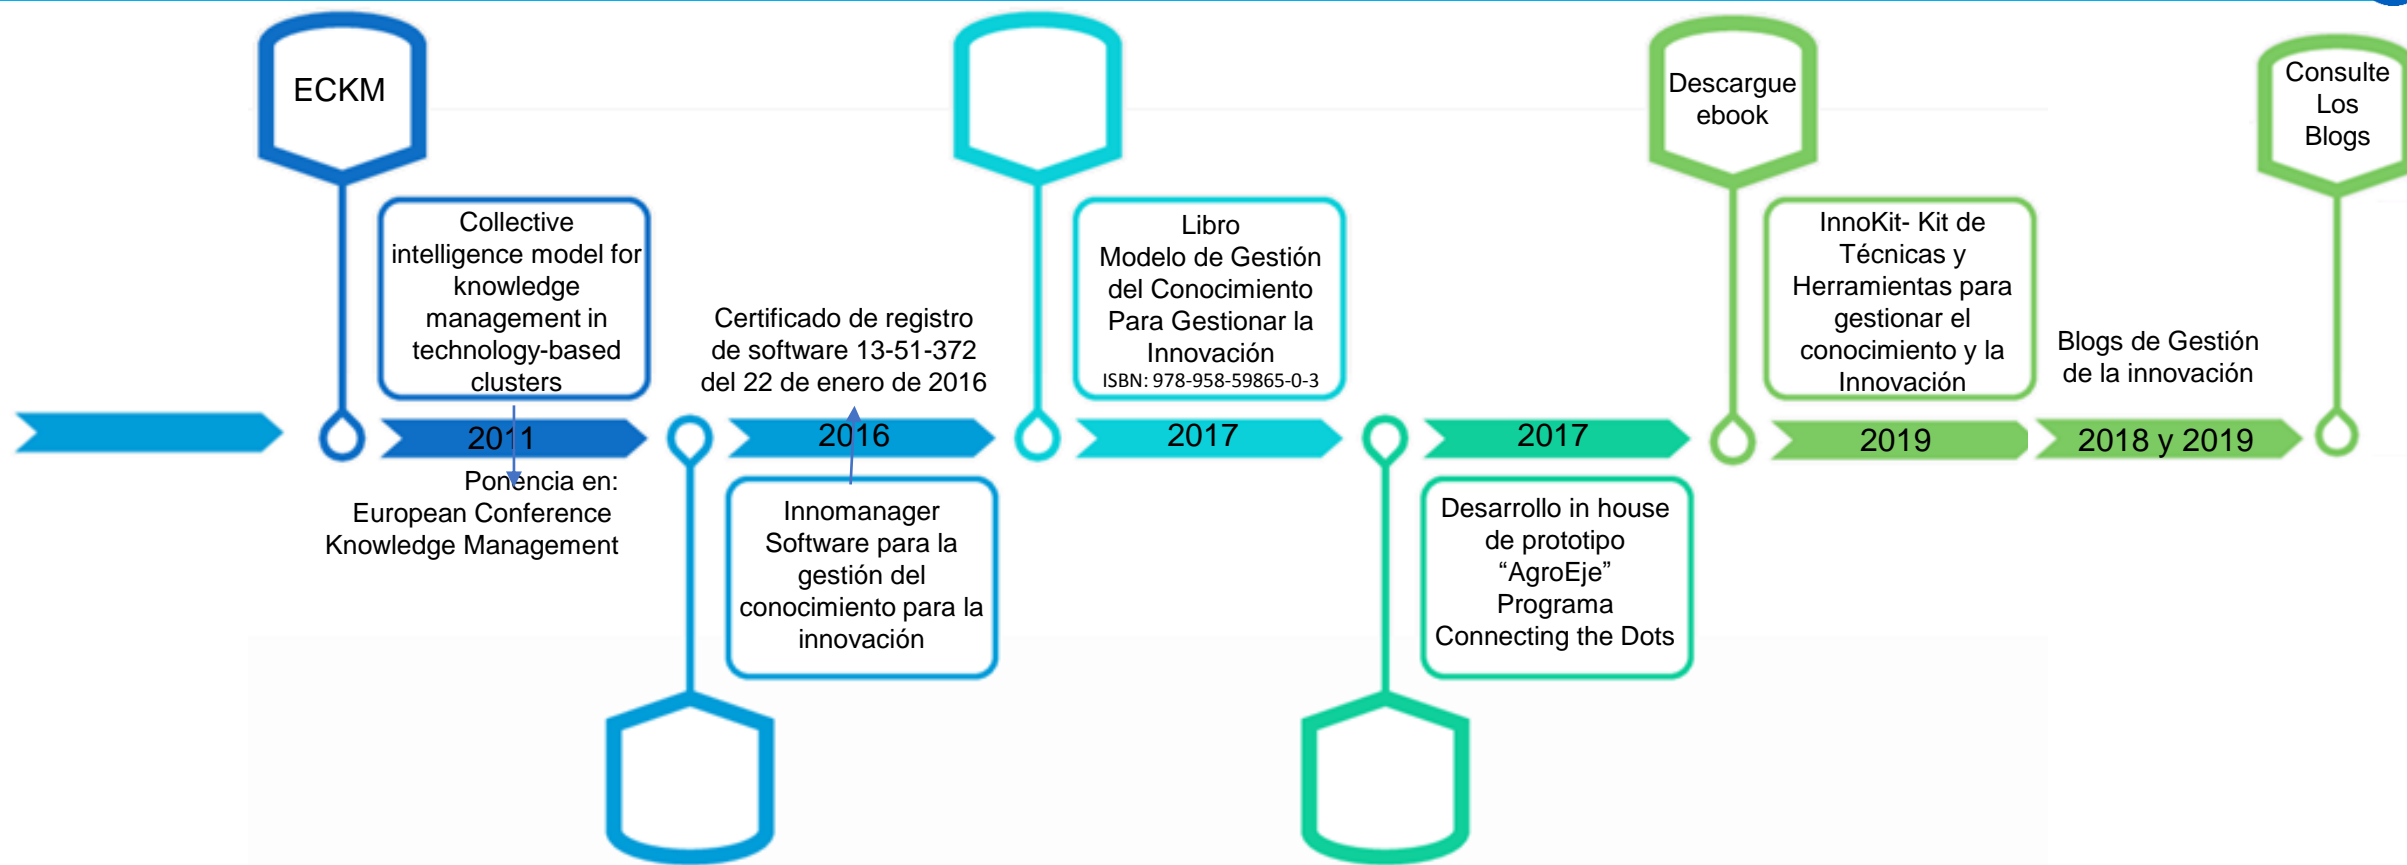 ECKM
Collective
intelligence model for
knowledge
management in
technology-based
clusters
2011
Ponencia en:
European Conference
Knowledge Management
Certificado de registro
de software 13-51-372
del 22 de enero de 2016
2016
Innomanager
Software para la
gestión del
conocimiento para la
innovación
Libro
Modelo de Gestión
del Conocimiento
Para Gestionar la
Innovación
ISBN: 978-958-59865-0-3
2017
2017
Desarrollo in house
de prototipo
“AgroEje”
Programa
Connecting the Dots
Descargue
ebook
InnoKit- Kit de
Técnicas y
Herramientas para
gestionar el
conocimiento y la
Innovación
2019
Blogs de Gestión
de la innovación
2018 y 2019
Consulte
Los
Blogs